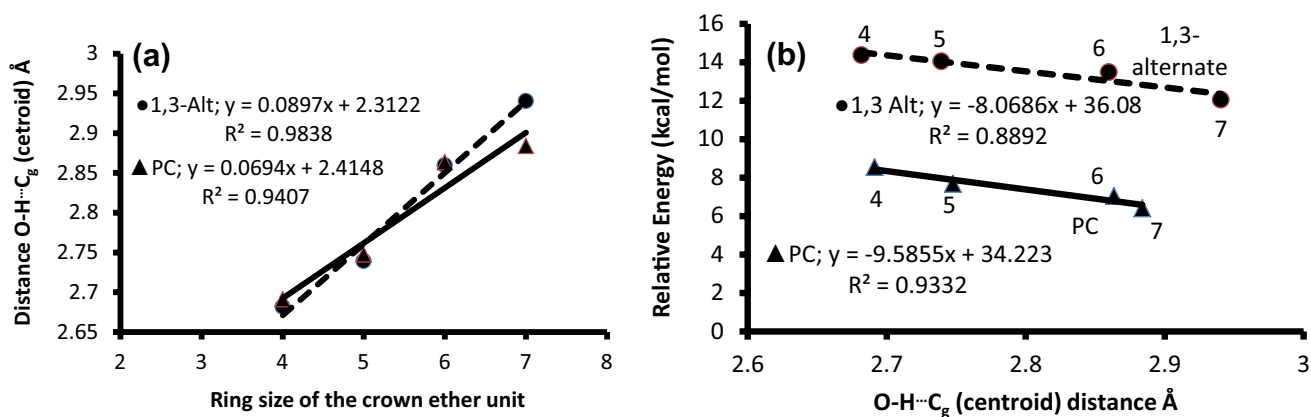 (a)
Distance O-H···Cg (cetroid) Å
3
2.95
2.9
2.85
2.8
2.75
2.7
2.65
1,3-Alt; y = 0.0897x + 2.3122
R² = 0.9838
PC; y = 0.0694x + 2.4148
R² = 0.9407
2 3 4 5 6 7 8
Ring size of the crown ether unit
(b)
Relative Energy (kcal/mol)
16
14
12
10
8
6
4
2
0
4 5 6 7
1,3-
alternate
1,3 Alt; y = -8.0686x + 36.08
R² = 0.8892
4 5 6 7
PC
PC; y = -9.5855x + 34.223
R² = 0.9332
2.6 2.7 2.8 2.9 3
O-H···Cg (centroid) distance Å